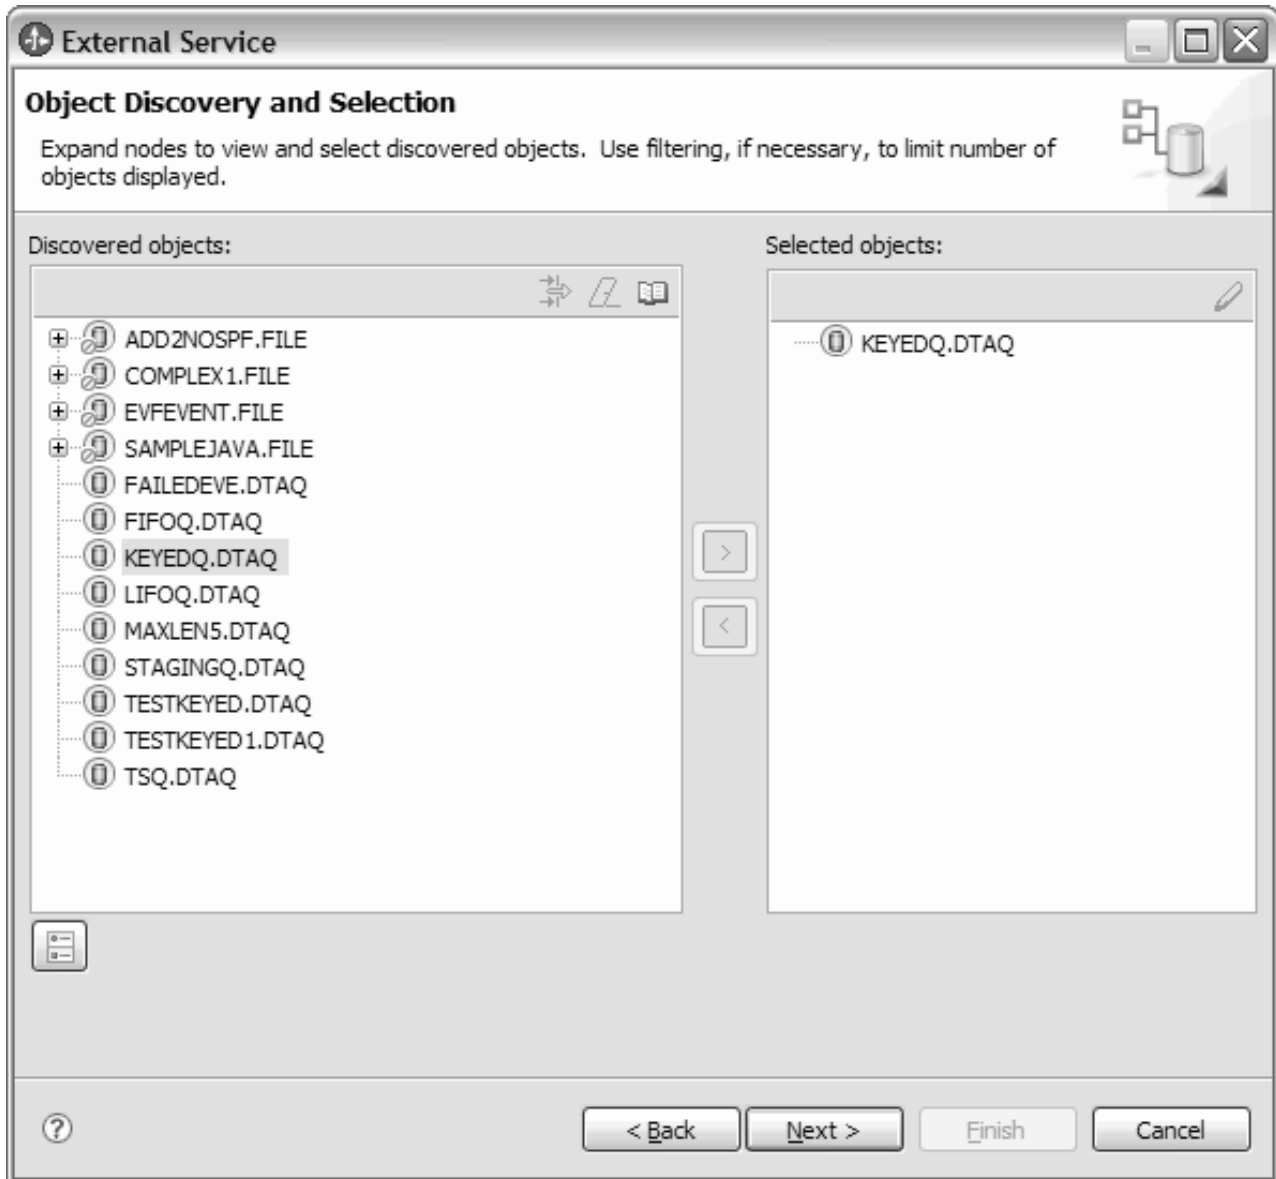 External Service
Object Discovery and Selection
Expand nodes to view and select discovered objects.  Use filtering, if necessary, to limit number of
objects displayed.
Discovered objects:
ADD2NOSPF.FILE
COMPLEX1.FILE
EVFEVENT.FILE
SAMPLEJAVA.FILE
FAILEDEVE.DTAQ
FIFOQ.DTAQ
KEYEDQ.DTAQ
LIFOQ.DTAQ
MAXLEN5.DTAQ
STAGINGQ.DTAQ
TESTKEYED.DTAQ
TESTKEYED1.DTAQ
TSQ.DTAQ
>
<
Selected objects:
KEYEDQ.DTAQ
?
< Back
Next >
Finish
Cancel